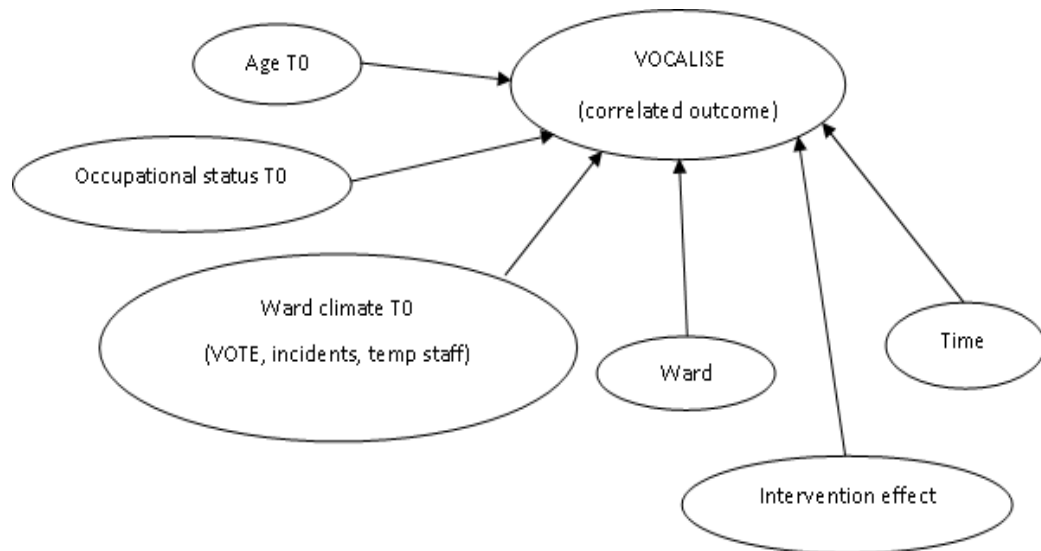 VOCALISE
(correlated outcome)
Age T0
Occupational status T0
Ward climate T0
(VOTE, incidents, temp staff)
Ward
Time
Intervention effect